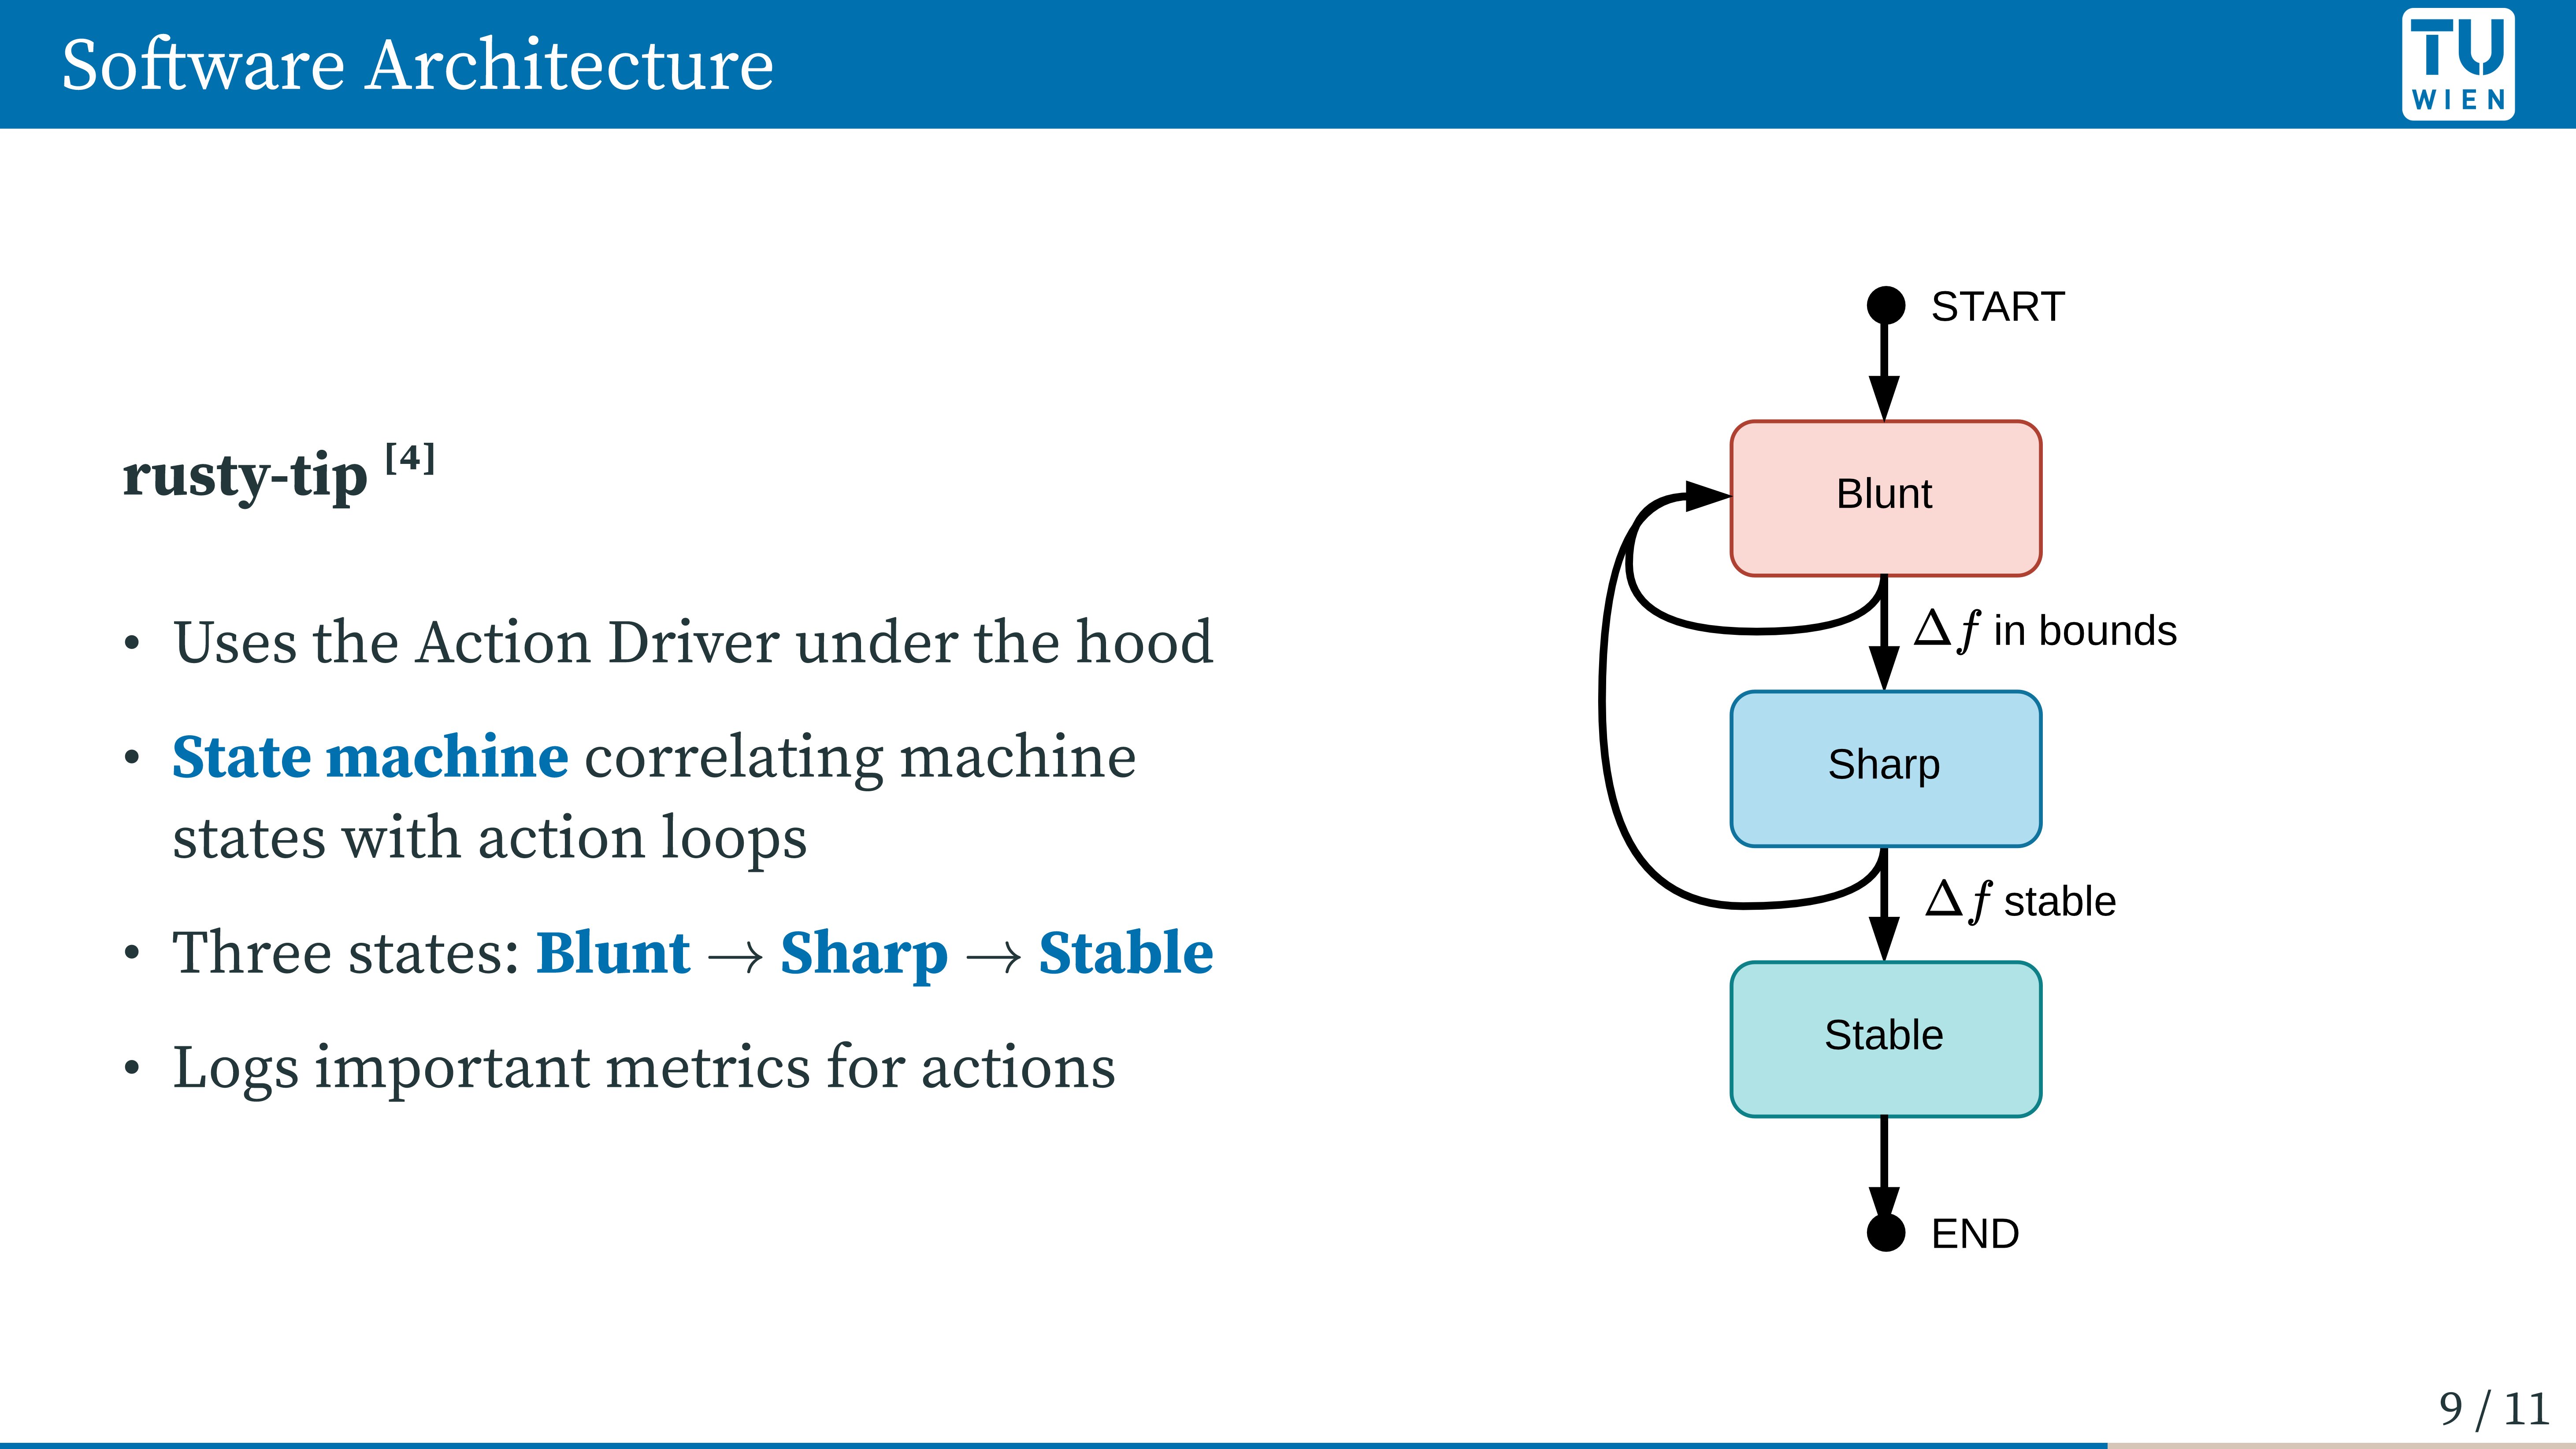 Software Architecture
TU
WIEN
rusty-tip [4]
• Uses the Action Driver under the hood
• State machine correlating machine
states with action loops
• Three states: Blunt → Sharp → Stable
• Logs important metrics for actions
START
Blunt
Δf in bounds
Sharp
Δf stable
Stable
END
9 / 11